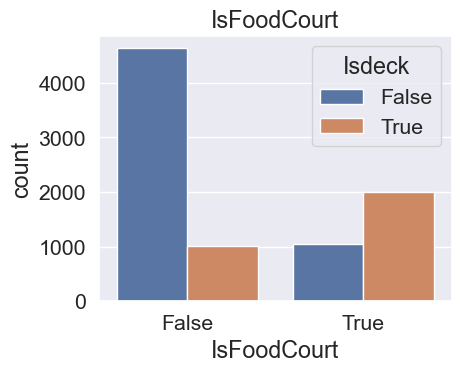 IsFoodCourt
Isdeck
False
True
4000
3000
2000
1000
0
count
False True
IsFoodCourt